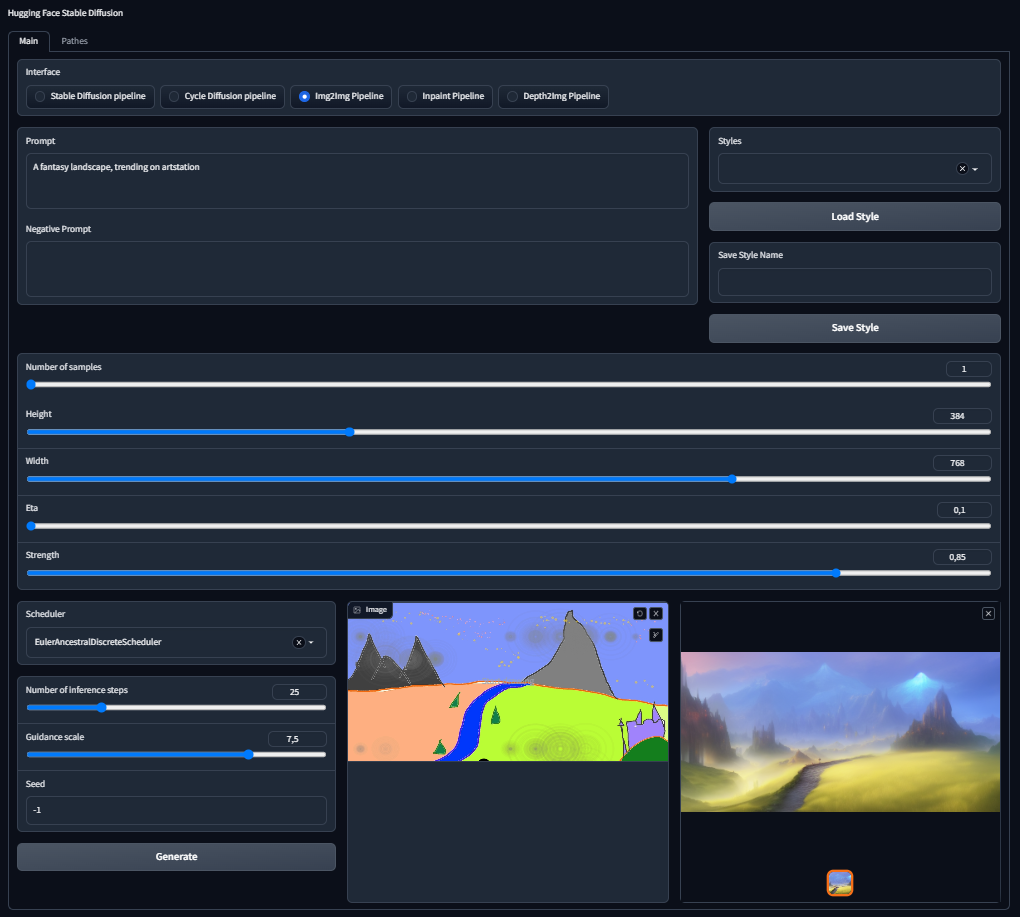 Hugging Face Stable Diffusion
Main
Pathes
Interface
Stable Diffusion pipeline
Cycle Diffusion pipeline
Img2Img Pipeline
Inpaint Pipeline
Depth2Img Pipeline
Prompt
A fantasy landscape, trending on artstation
Negative Prompt
Styles
Load Style
Save Style Name
Save Style
Number of samples
1
Height
384
Width
768
Eta
0,1
Strength
0,85
Scheduler
EulerAncestralDiscreteScheduler
Number of inference steps
25
Guidance scale
7,5
Seed
-1
Generate
Image